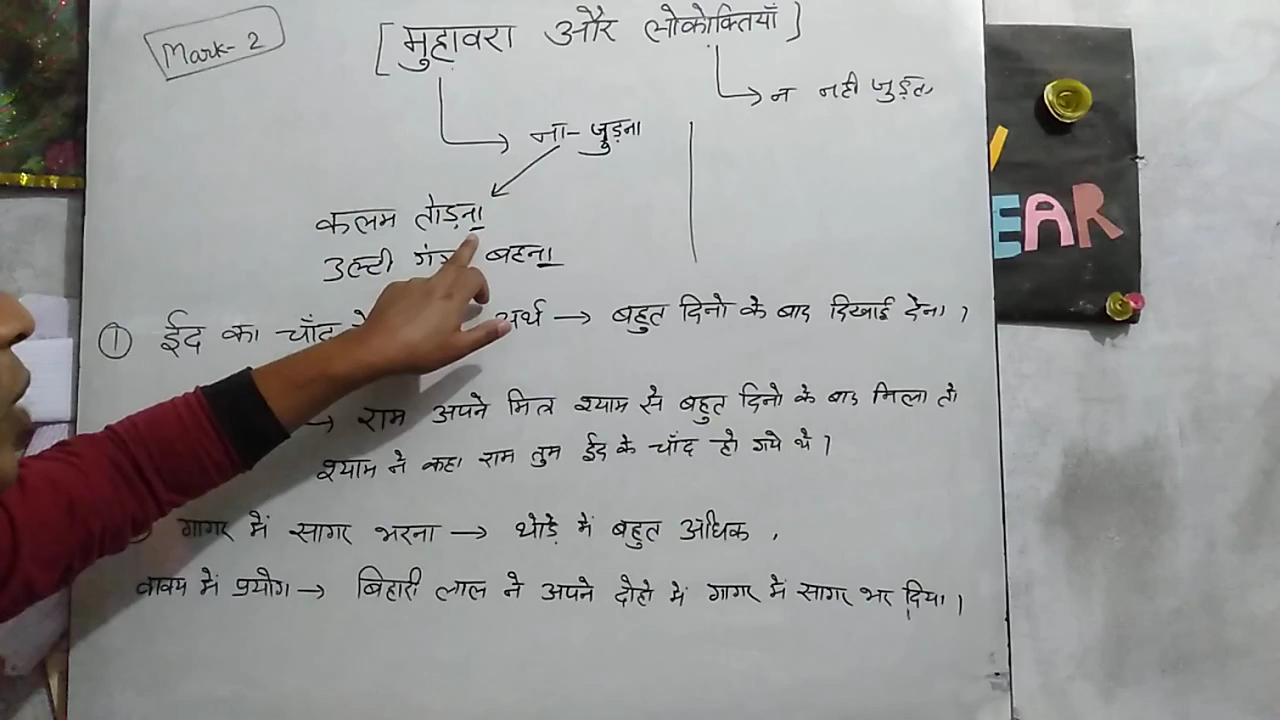 Mark-2
[मुहावरा और लोकोक्तियाँ]
→ न नही जुड़ता
→ ना-जुड़ना
कलम तोड़ना
उल्टी बहना
① ईद का चाँद अर्थ → बहुत दिनो के बाद दिखाई देना।
→ राम अपने मित्र श्याम से बहुत दिनो के बाद मिला तो
श्याम ने कहा राम तुम ईद के चाँद हो गये थे।
गागर में सागर भरना → थोड़े में बहुत अधिक,
वाक्य में प्रयोग → बिहारी लाल ने अपने दोहो में गागर में सागर भर दिया।
EAR